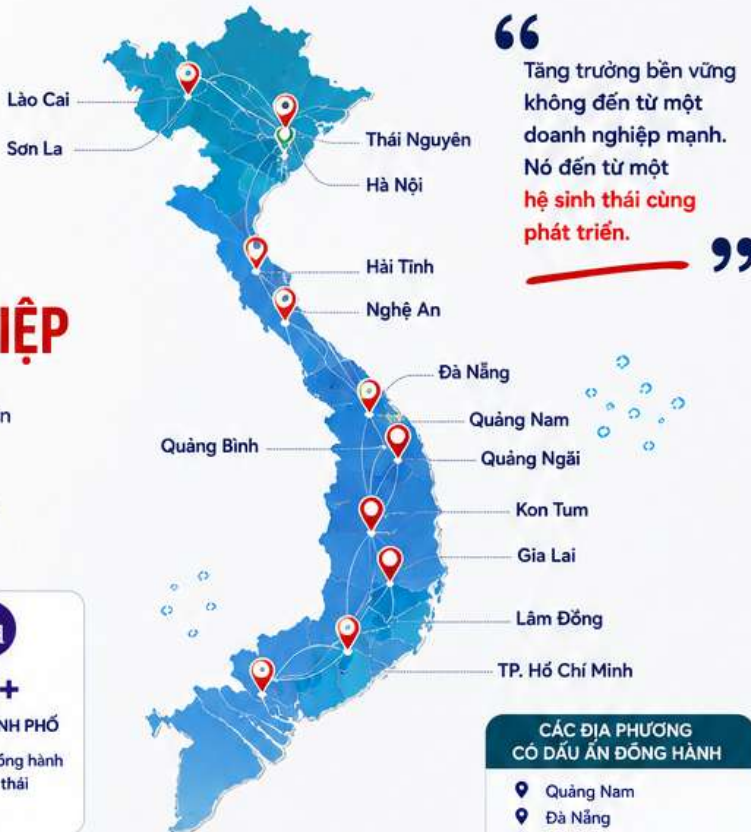 Lào Cai
Sơn La
Thái Nguyên
Hà Nội
“
Tăng trưởng bền vững
không đến từ một
doanh nghiệp mạnh.
Nó đến từ một
hệ sinh thái cùng
phát triển.
”
Hải Tĩnh
Nghệ An
IỆP
n
Đà Nẵng
Quảng Nam
Quảng Bình
Quảng Ngãi
Kon Tum
Gia Lai
Lâm Đồng
TP. Hồ Chí Minh
+
NH PHỐ
ồng hành
thái
CÁC ĐỊA PHƯƠNG
CÓ DẤU ẤN ĐỒNG HÀNH
Quảng Nam
Đà Nẵng